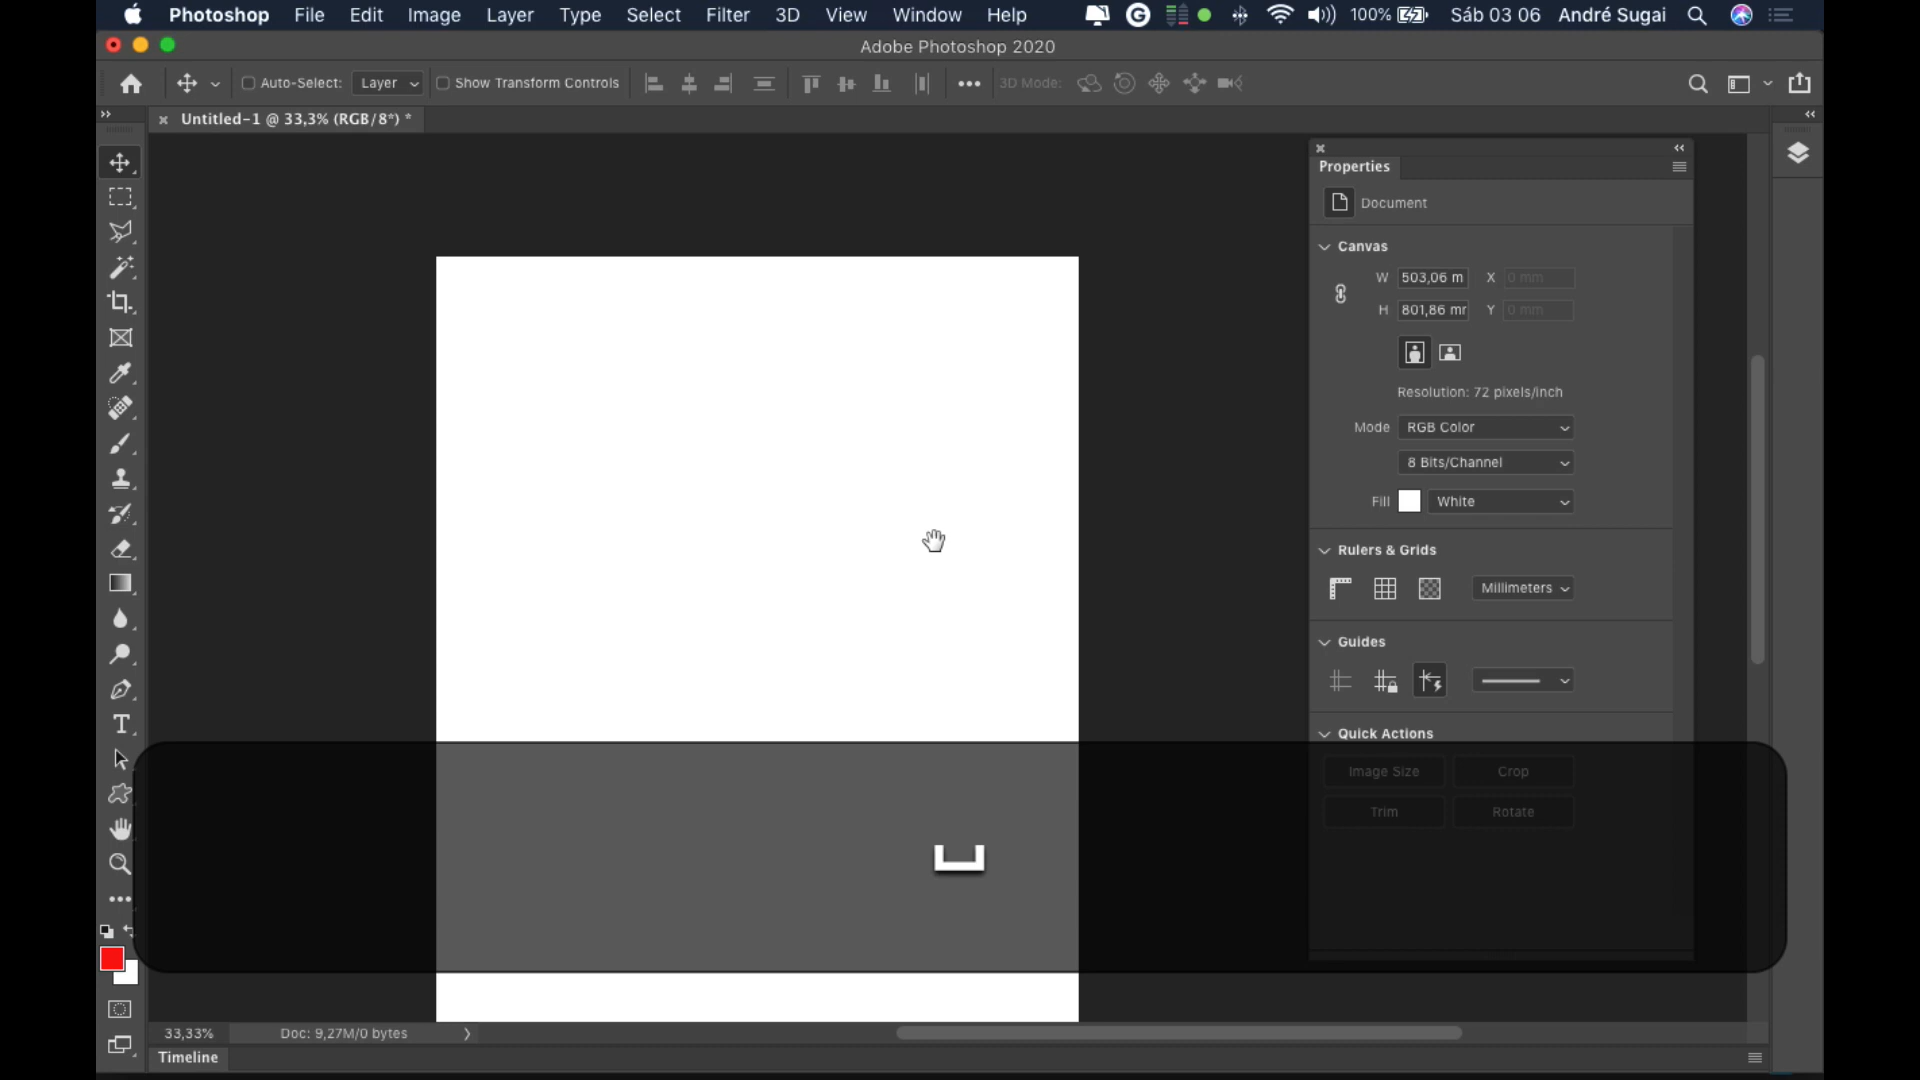 Photoshop File Edit Image Layer Type Select Filter 3D View Window Help 100% Sáb 03 06 André Sugai
Adobe Photoshop 2020
Auto-Select: Layer Show Transform Controls 3D Mode:
Untitled-1 @ 33,3% (RGB/8*) *
Properties
Document
Canvas
W 503,06 m X 0 mm
H 801,86 mr Y 0 mm
Resolution: 72 pixels/inch
Mode RGB Color
8 Bits/Channel
Fill White
Rulers & Grids
Millimeters
Guides
Quick Actions
Image Size Crop
Trim Rotate
33,33% Doc: 9,27M/0 bytes
Timeline